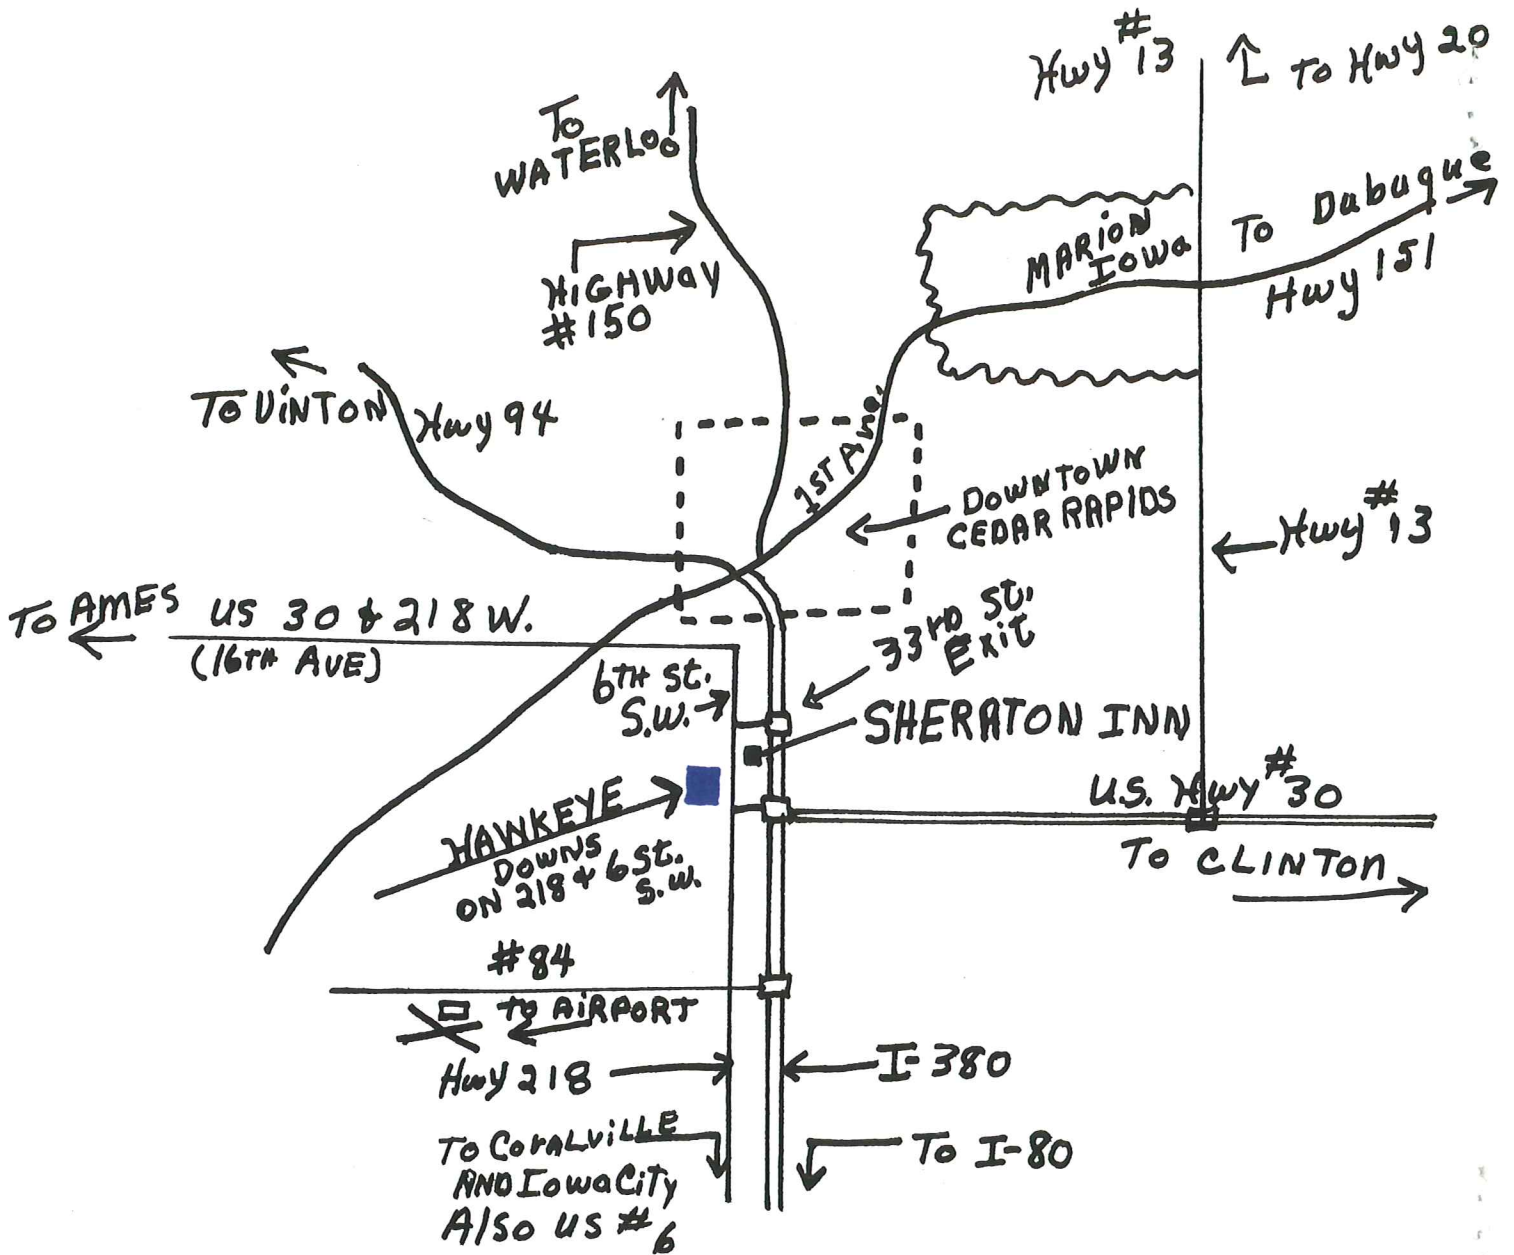 Hwy #13
To Hwy 20
To
WATERLOO
To Dubuque
MARION
IOWA
Hwy 151
HIGHWAY
#150
To VINTON
Hwy 94
1ST Ave.
DOWNTOWN
CEDAR RAPIDS
Hwy #13
To AMES
US 30 & 218 W.
(16TH AVE)
33RD St.
Exit
6TH St.
S.W.
SHERATON INN
U.S. Hwy #30
HAWKEYE
DOWNS
ON 218 & 6 St.
S.W.
To CLINTON
#84
To AIRPORT
Hwy 218
I-380
To CORALVILLE
AND Iowa City
Also US #6
To I-80